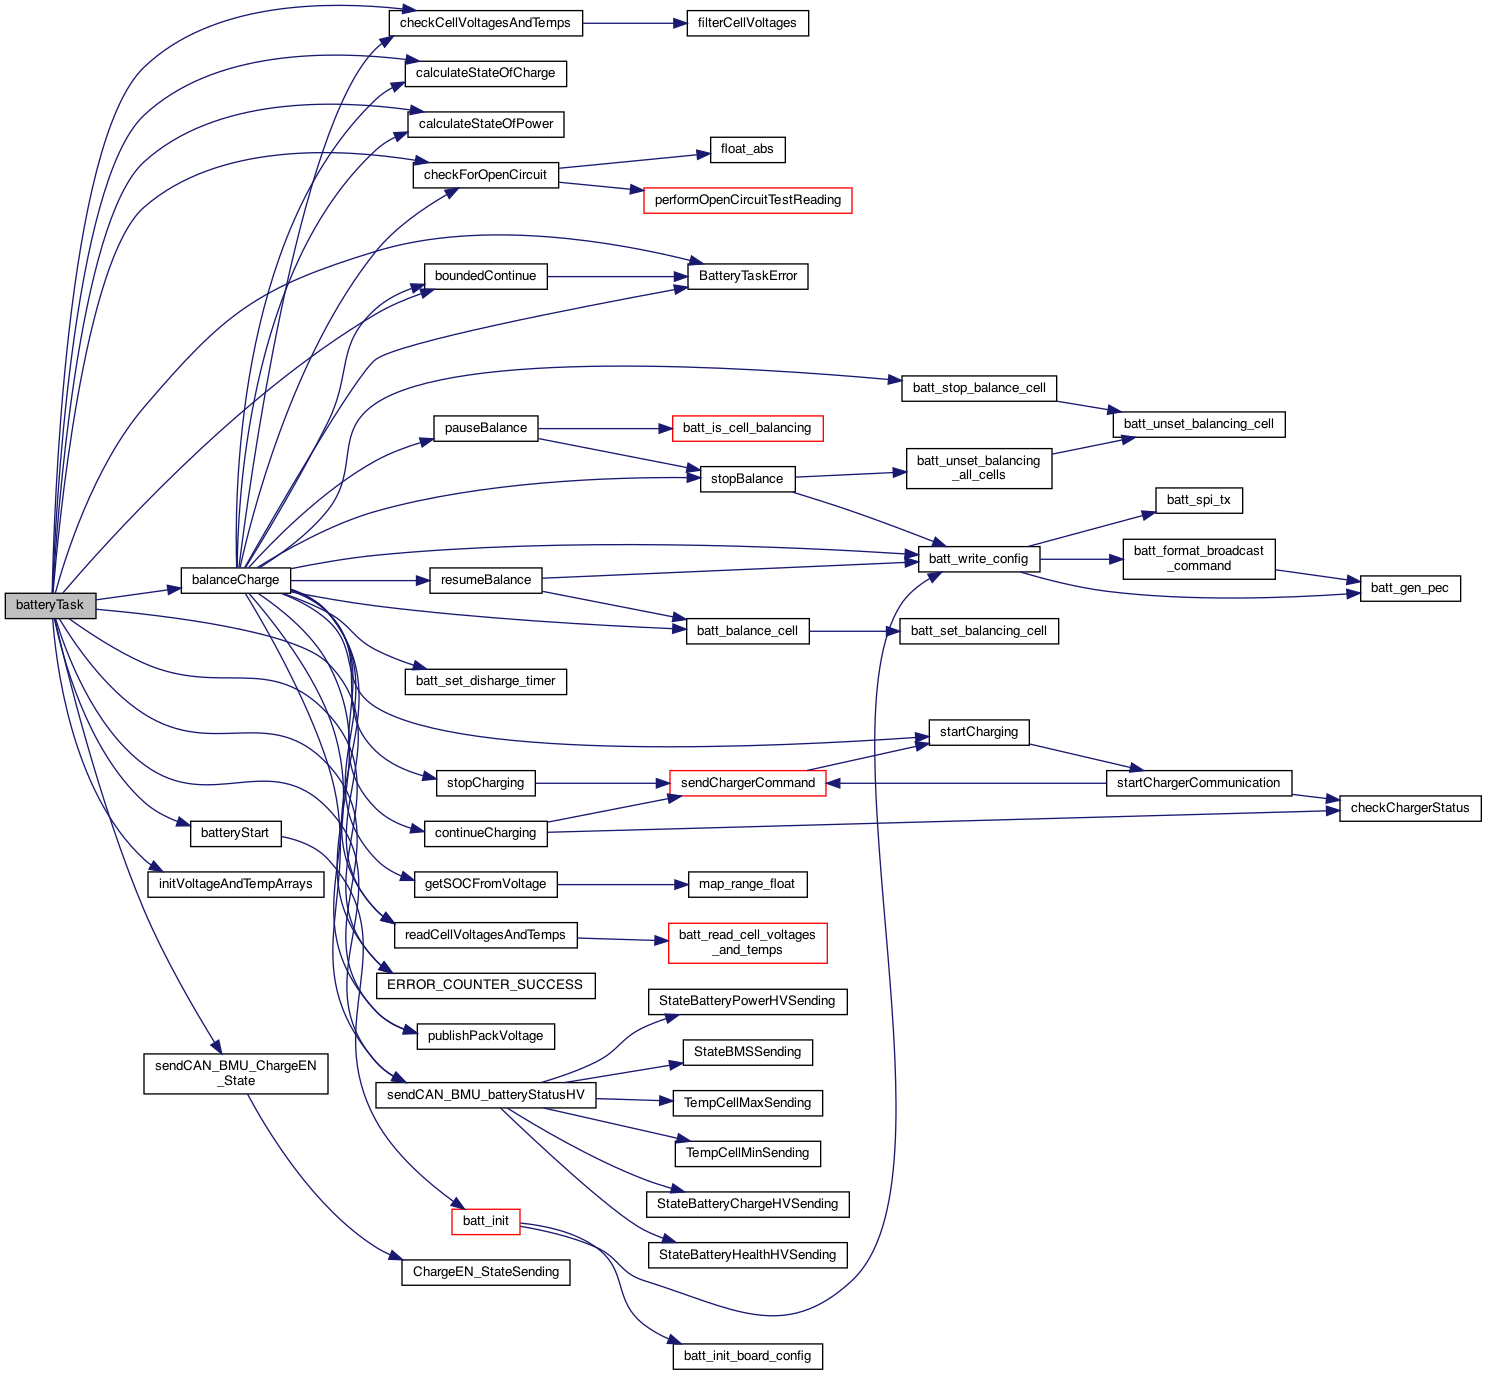 checkCellVoltagesAndTemps
filterCellVoltages
calculateStateOfCharge
calculateStateOfPower
float_abs
checkForOpenCircuit
performOpenCircuitTestReading
boundedContinue
BatteryTaskError
batt_stop_balance_cell
batt_unset_balancing_cell
pauseBalance
batt_is_cell_balancing
batt_unset_balancing
_all_cells
stopBalance
batt_spi_tx
batt_write_config
batt_format_broadcast
_command
balanceCharge
resumeBalance
batt_gen_pec
batteryTask
batt_balance_cell
batt_set_balancing_cell
batt_set_disharge_timer
startCharging
stopCharging
sendChargerCommand
startChargerCommunication
checkChargerStatus
batteryStart
continueCharging
initVoltageAndTempArrays
getSOCFromVoltage
map_range_float
readCellVoltagesAndTemps
batt_read_cell_voltages
_and_temps
ERROR_COUNTER_SUCCESS
StateBatteryPowerHVSending
publishPackVoltage
StateBMSSending
sendCAN_BMU_ChargeEN
_State
sendCAN_BMU_batteryStatusHV
TempCellMaxSending
TempCellMinSending
StateBatteryChargeHVSending
batt_init
StateBatteryHealthHVSending
ChargeEN_StateSending
batt_init_board_config